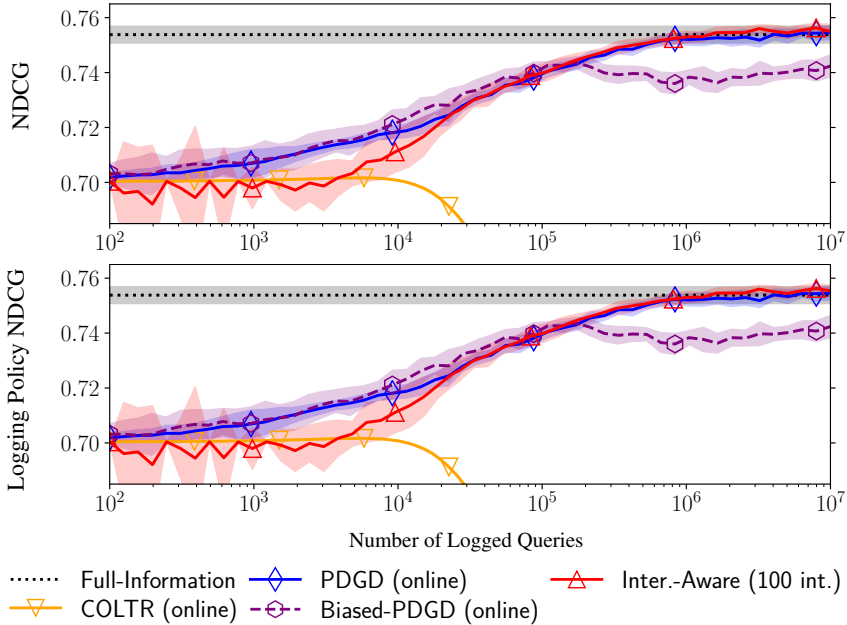 0.76
0.74
0.72
0.70
NDCG
10^2 10^3 10^4 10^5 10^6 10^7
0.76
0.74
0.72
0.70
Logging Policy NDCG
10^2 10^3 10^4 10^5 10^6 10^7
Number of Logged Queries
Full-Information PDGD (online) Inter.-Aware (100 int.)
COLTR (online) Biased-PDGD (online)